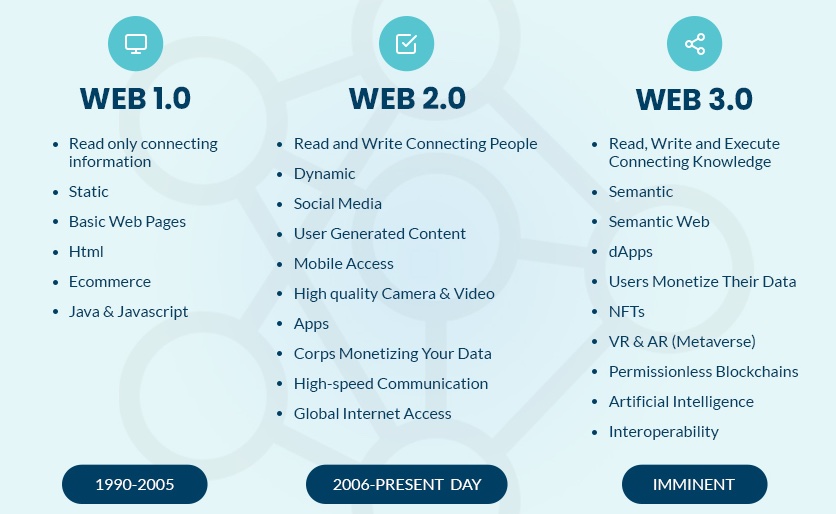 WEB 1.0
Read only connecting
information
Static
Basic Web Pages
Html
Ecommerce
Java & Javascript
1990-2005
WEB 2.0
Read and Write Connecting People
Dynamic
Social Media
User Generated Content
Mobile Access
High quality Camera & Video
Apps
Corps Monetizing Your Data
High-speed Communication
Global Internet Access
2006-PRESENT DAY
WEB 3.0
Read, Write and Execute
Connecting Knowledge
Semantic
Semantic Web
dApps
Users Monetize Their Data
NFTs
VR & AR (Metaverse)
Permissionless Blockchains
Artificial Intelligence
Interoperability
IMMINENT